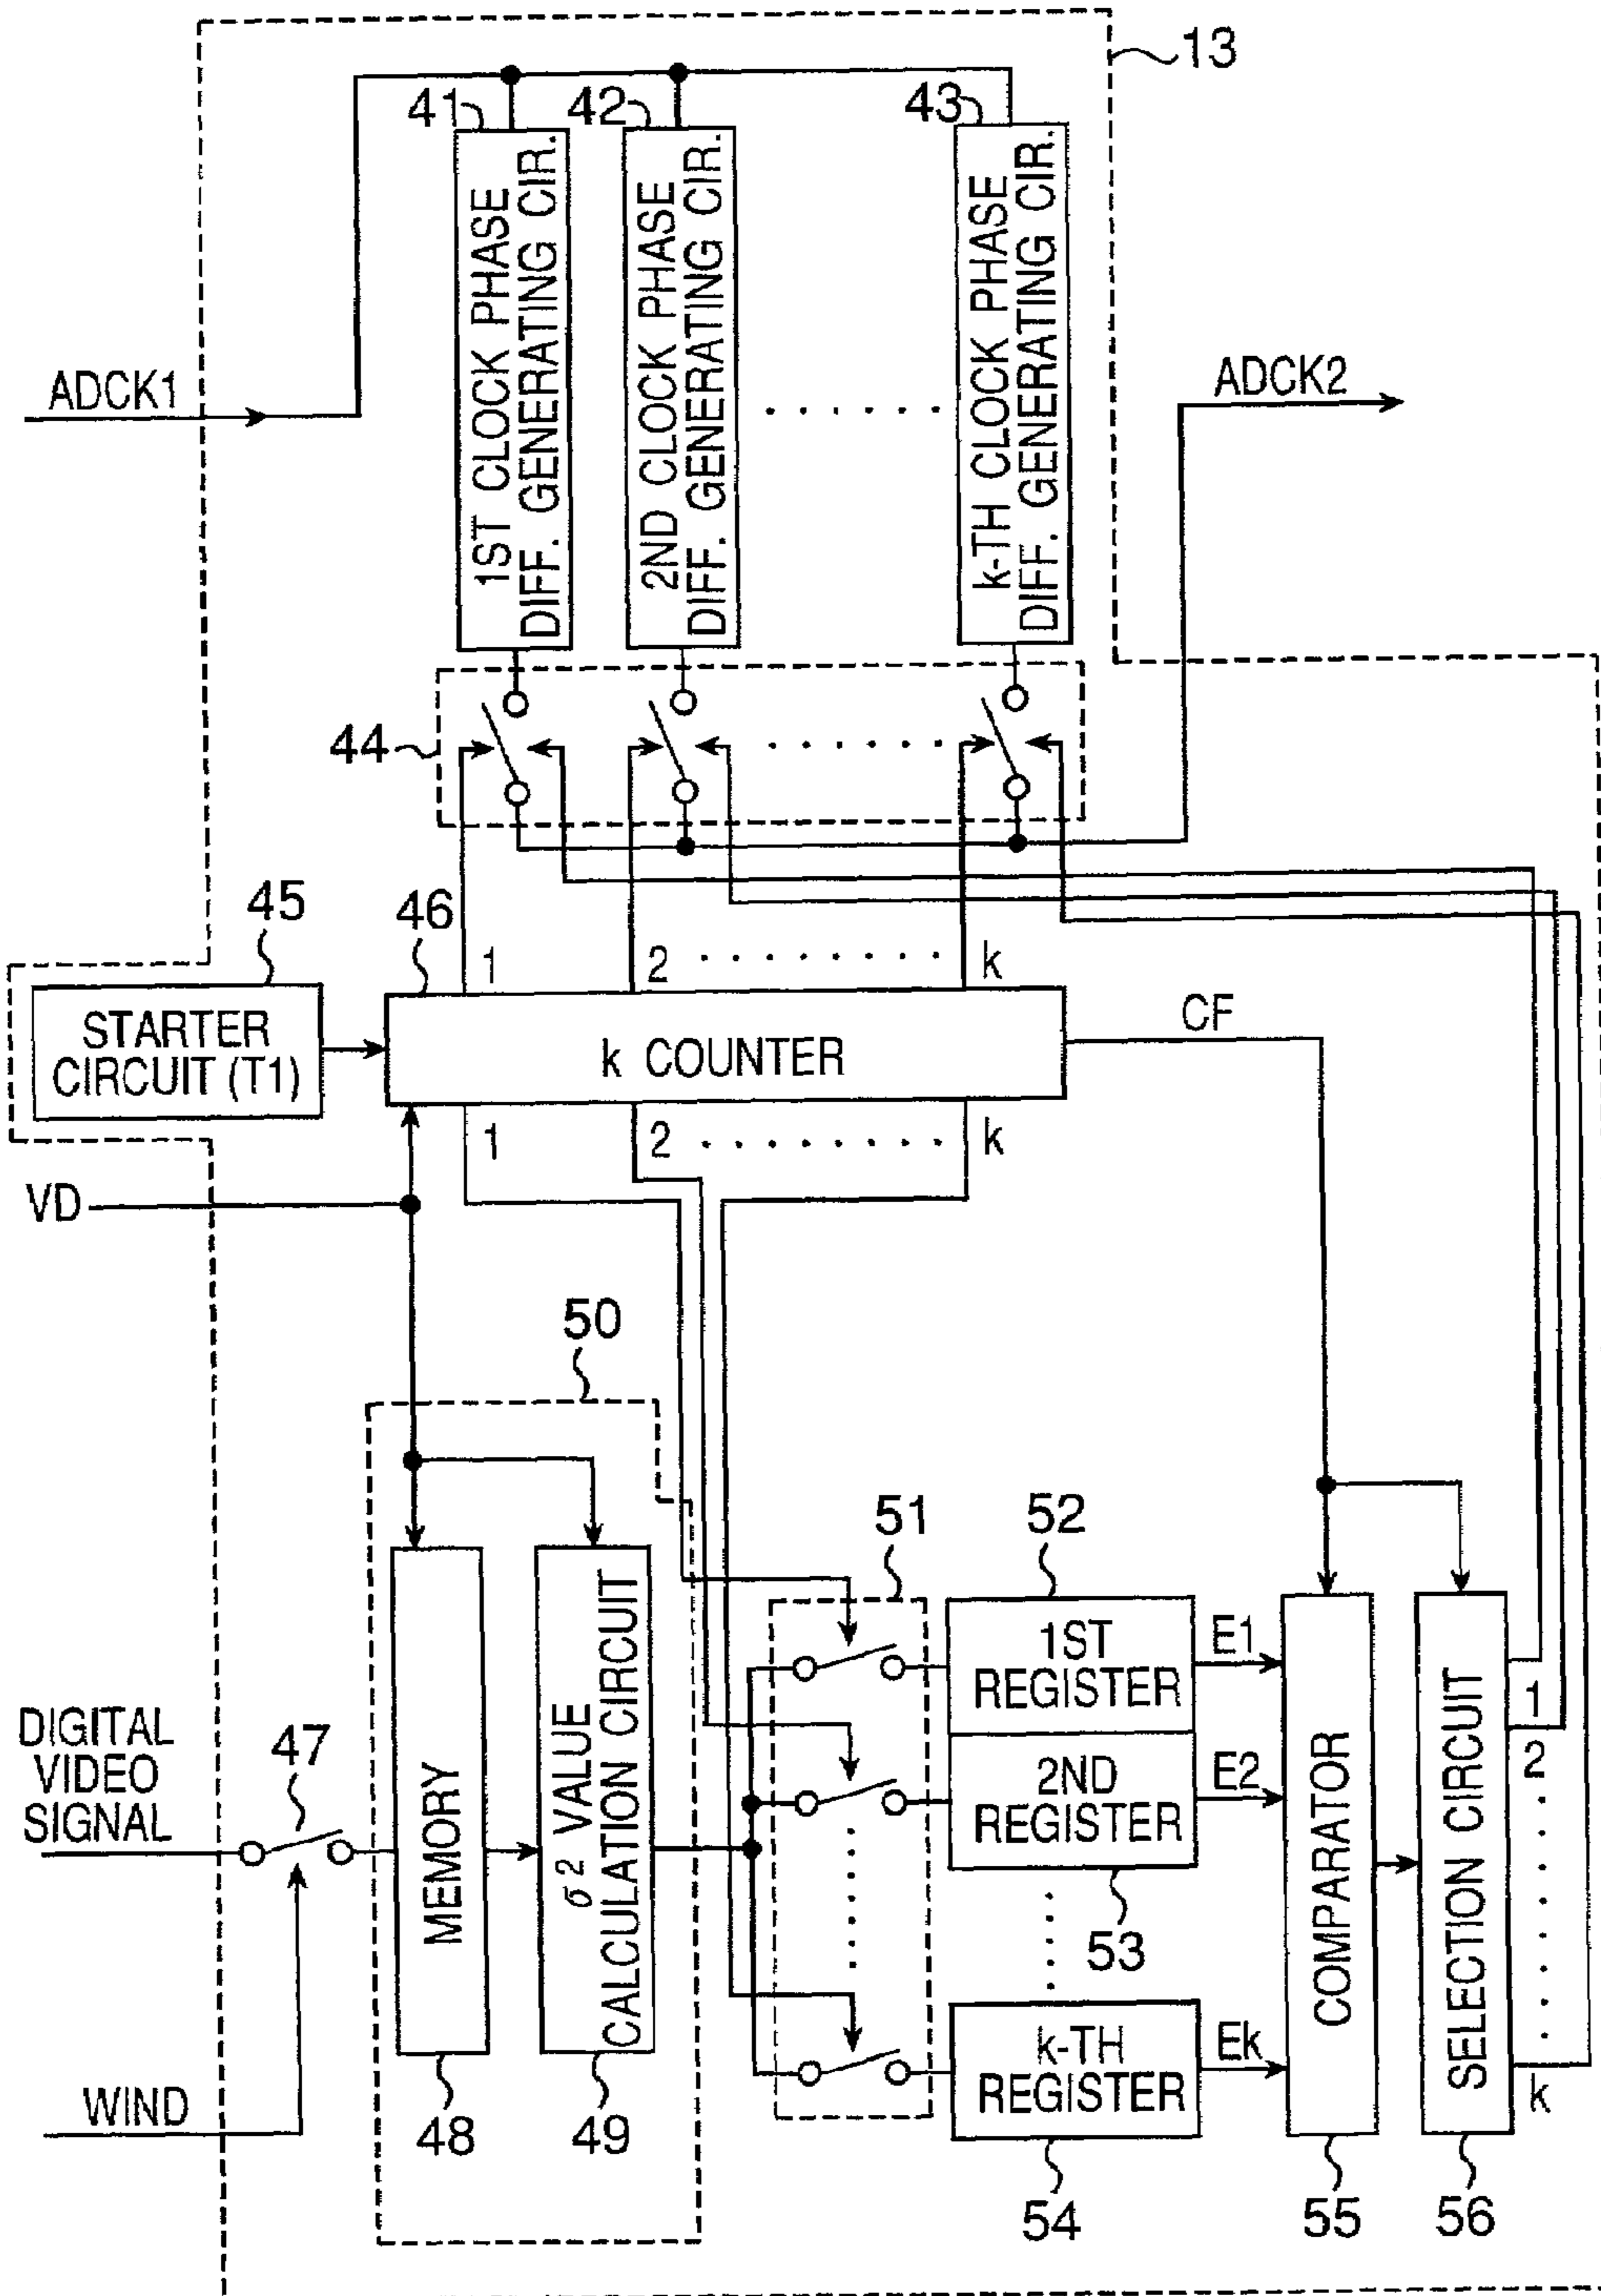 13
41
42
43
1ST CLOCK PHASE
DIFF. GENERATING CIR.
2ND CLOCK PHASE
DIFF. GENERATING CIR.
. . . . . .
k-TH CLOCK PHASE
DIFF. GENERATING CIR.
ADCK1
ADCK2
44
. . . . . .
45
46
1
2
. . . . . . . . .
k
STARTER
CIRCUIT (T1)
k COUNTER
CF
1
2
. . . . . . . . .
k
VD
50
51
52
1ST
REGISTER
E1
2ND
REGISTER
E2
53
k-TH
REGISTER
Ek
54
DIGITAL
VIDEO
SIGNAL
47
MEMORY
σ² VALUE
CALCULATION CIRCUIT
COMPARATOR
SELECTION CIRCUIT
1
2
k
WIND
48
49
55
56